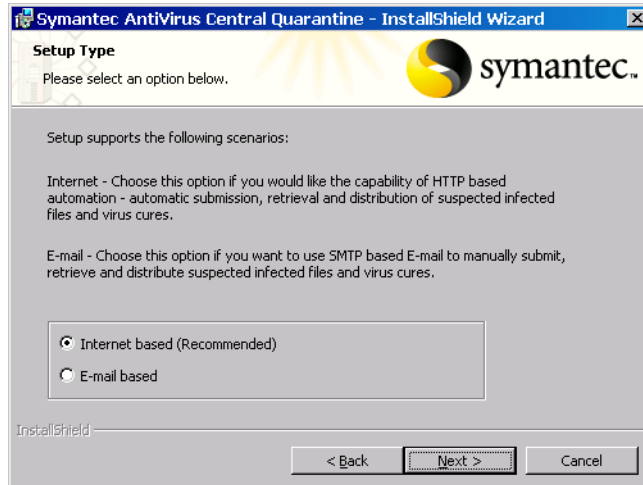 Symantec AntiVirus Central Quarantine - InstallShield Wizard
Setup Type
Please select an option below.
symantec™
Setup supports the following scenarios:
Internet - Choose this option if you would like the capability of HTTP based
automation - automatic submission, retrieval and distribution of suspected infected
files and virus cures.
E-mail - Choose this option if you want to use SMTP based E-mail to manually submit,
retrieve and distribute suspected infected files and virus cures.
Internet based (Recommended)
E-mail based
InstallShield
< Back
Next >
Cancel